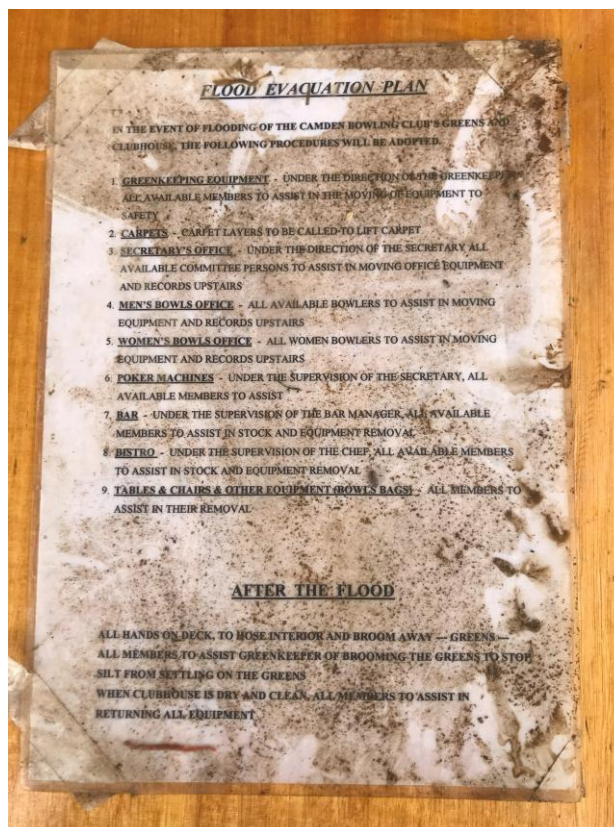 FLOOD EVACUATION PLAN
IN THE EVENT OF FLOODING OF THE CAMDEN BOWLING CLUB'S GREENS AND
CLUBHOUSE, THE FOLLOWING PROCEDURES WILL BE ADOPTED.
1. GREENKEEPING EQUIPMENT - UNDER THE DIRECTION OF THE GREENKEEPER
ALL AVAILABLE MEMBERS TO ASSIST IN THE MOVING OF EQUIPMENT TO
SAFETY
2. CARPETS - CARPET LAYERS TO BE CALLED TO LIFT CARPET
3. SECRETARY'S OFFICE - UNDER THE DIRECTION OF THE SECRETARY ALL
AVAILABLE COMMITTEE PERSONS TO ASSIST IN MOVING OFFICE EQUIPMENT
AND RECORDS UPSTAIRS
4. MEN'S BOWLS OFFICE - ALL AVAILABLE BOWLERS TO ASSIST IN MOVING
EQUIPMENT AND RECORDS UPSTAIRS
5. WOMEN'S BOWLS OFFICE - ALL WOMEN BOWLERS TO ASSIST IN MOVING
EQUIPMENT AND RECORDS UPSTAIRS
6. POKER MACHINES - UNDER THE SUPERVISION OF THE SECRETARY, ALL
AVAILABLE MEMBERS TO ASSIST
7. BAR - UNDER THE SUPERVISION OF THE BAR MANAGER, ALL AVAILABLE
MEMBERS TO ASSIST IN STOCK AND EQUIPMENT REMOVAL
8. BISTRO - UNDER THE SUPERVISION OF THE CHEF, ALL AVAILABLE MEMBERS
TO ASSIST IN STOCK AND EQUIPMENT REMOVAL
9. TABLES & CHAIRS & OTHER EQUIPMENT (BOWLS BAGS) - ALL MEMBERS TO
ASSIST IN THEIR REMOVAL
AFTER THE FLOOD
ALL HANDS ON DECK, TO HOSE INTERIOR AND BROOM AWAY — GREENS —
ALL MEMBERS TO ASSIST GREENKEEPER OF BROOMING THE GREENS TO STOP
SILT FROM SETTLING ON THE GREENS
WHEN CLUBHOUSE IS DRY AND CLEAN, ALL MEMBERS TO ASSIST IN
RETURNING ALL EQUIPMENT